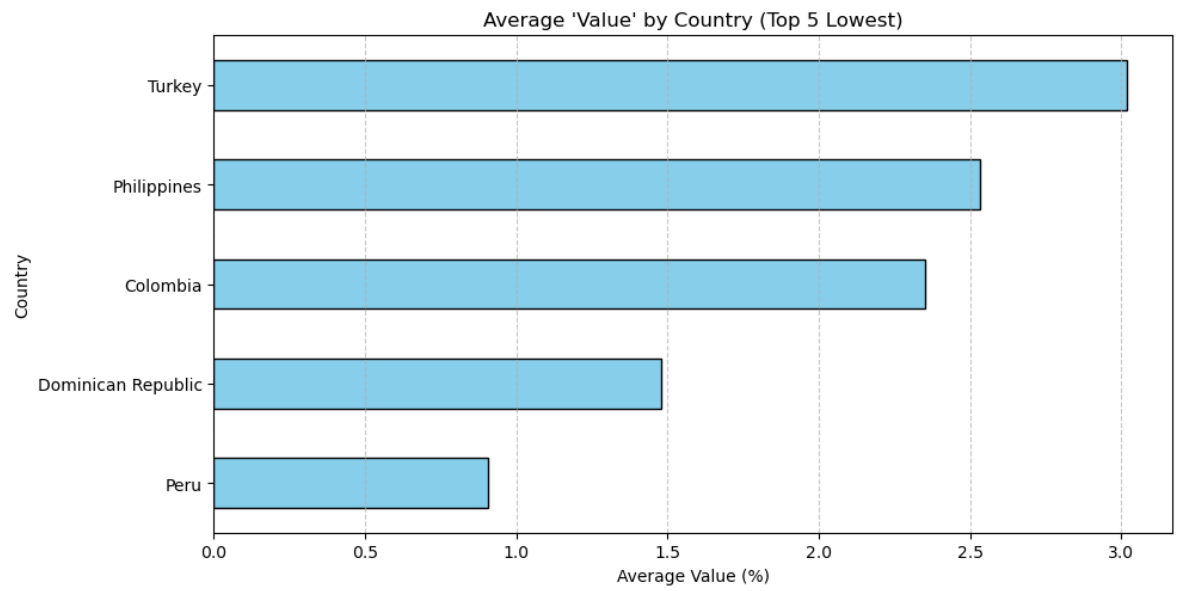 Average 'Value' by Country (Top 5 Lowest)
Turkey
Philippines
Colombia
Dominican Republic
Peru
Country
0.0 0.5 1.0 1.5 2.0 2.5 3.0
Average Value (%)